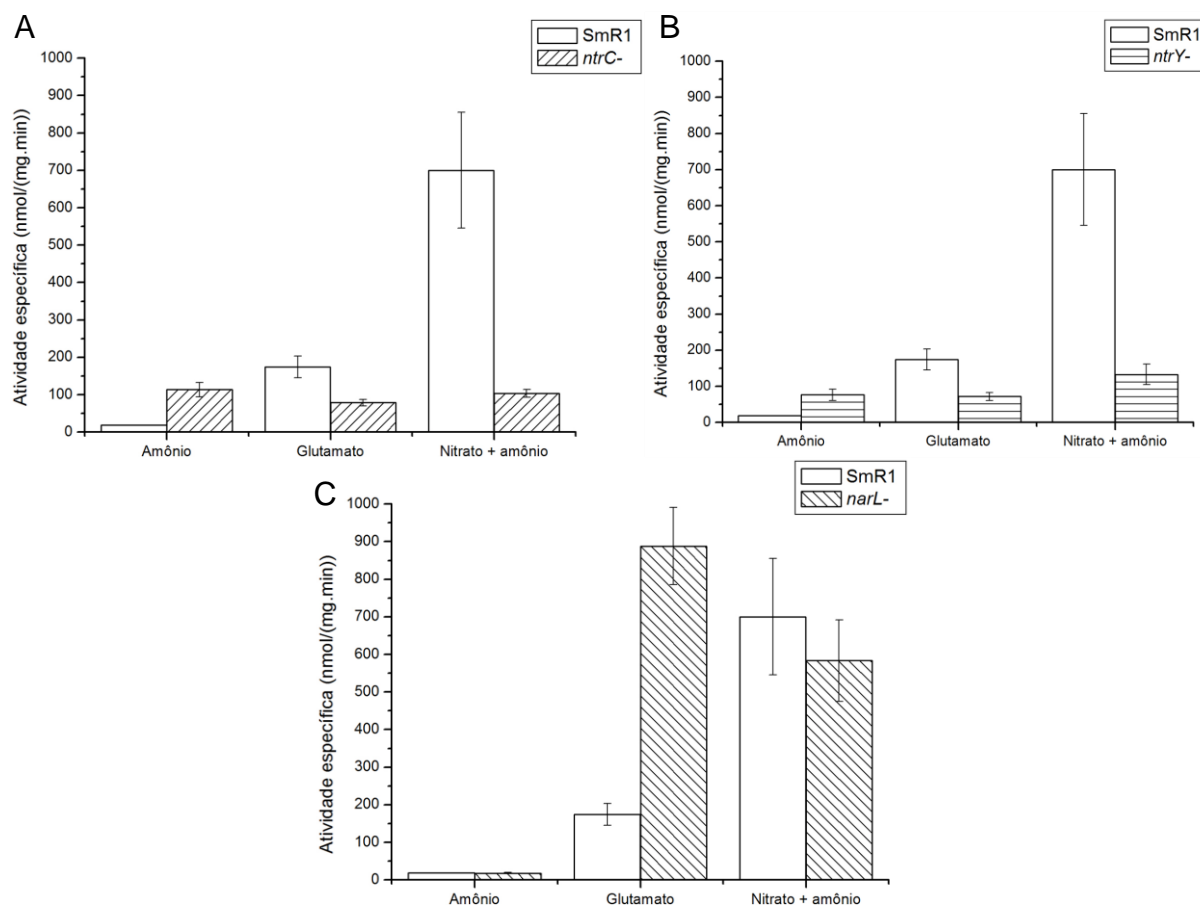 A
SmR1
ntrC-
Atividade específica (nmol/(mg.min))
1000
900
800
700
600
500
400
300
200
100
0
Amônio
Glutamato
Nitrato + amônio
B
SmR1
ntrY-
Atividade específica (nmol/(mg.min))
1000
900
800
700
600
500
400
300
200
100
0
Amônio
Glutamato
Nitrato + amônio
C
SmR1
narL-
Atividade específica (nmol/(mg.min))
1000
900
800
700
600
500
400
300
200
100
0
Amônio
Glutamato
Nitrato + amônio